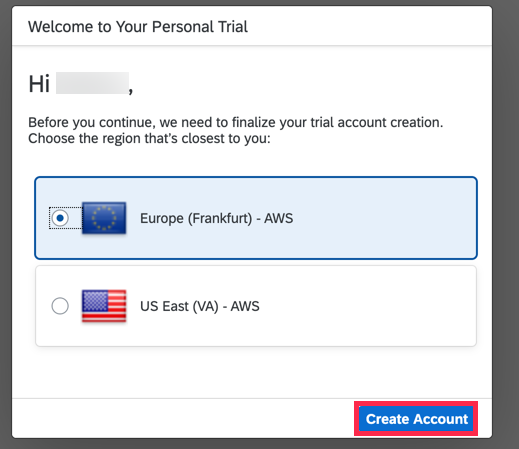 Welcome to Your Personal Trial
Hi ,
Before you continue, we need to finalize your trial account creation.
Choose the region that's closest to you:
Europe (Frankfurt) - AWS
US East (VA) - AWS
Create Account